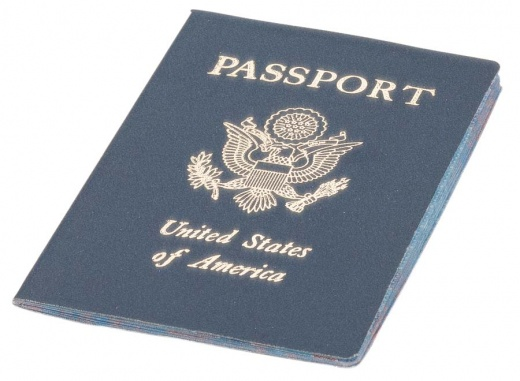 PASSPORT
United States
of America